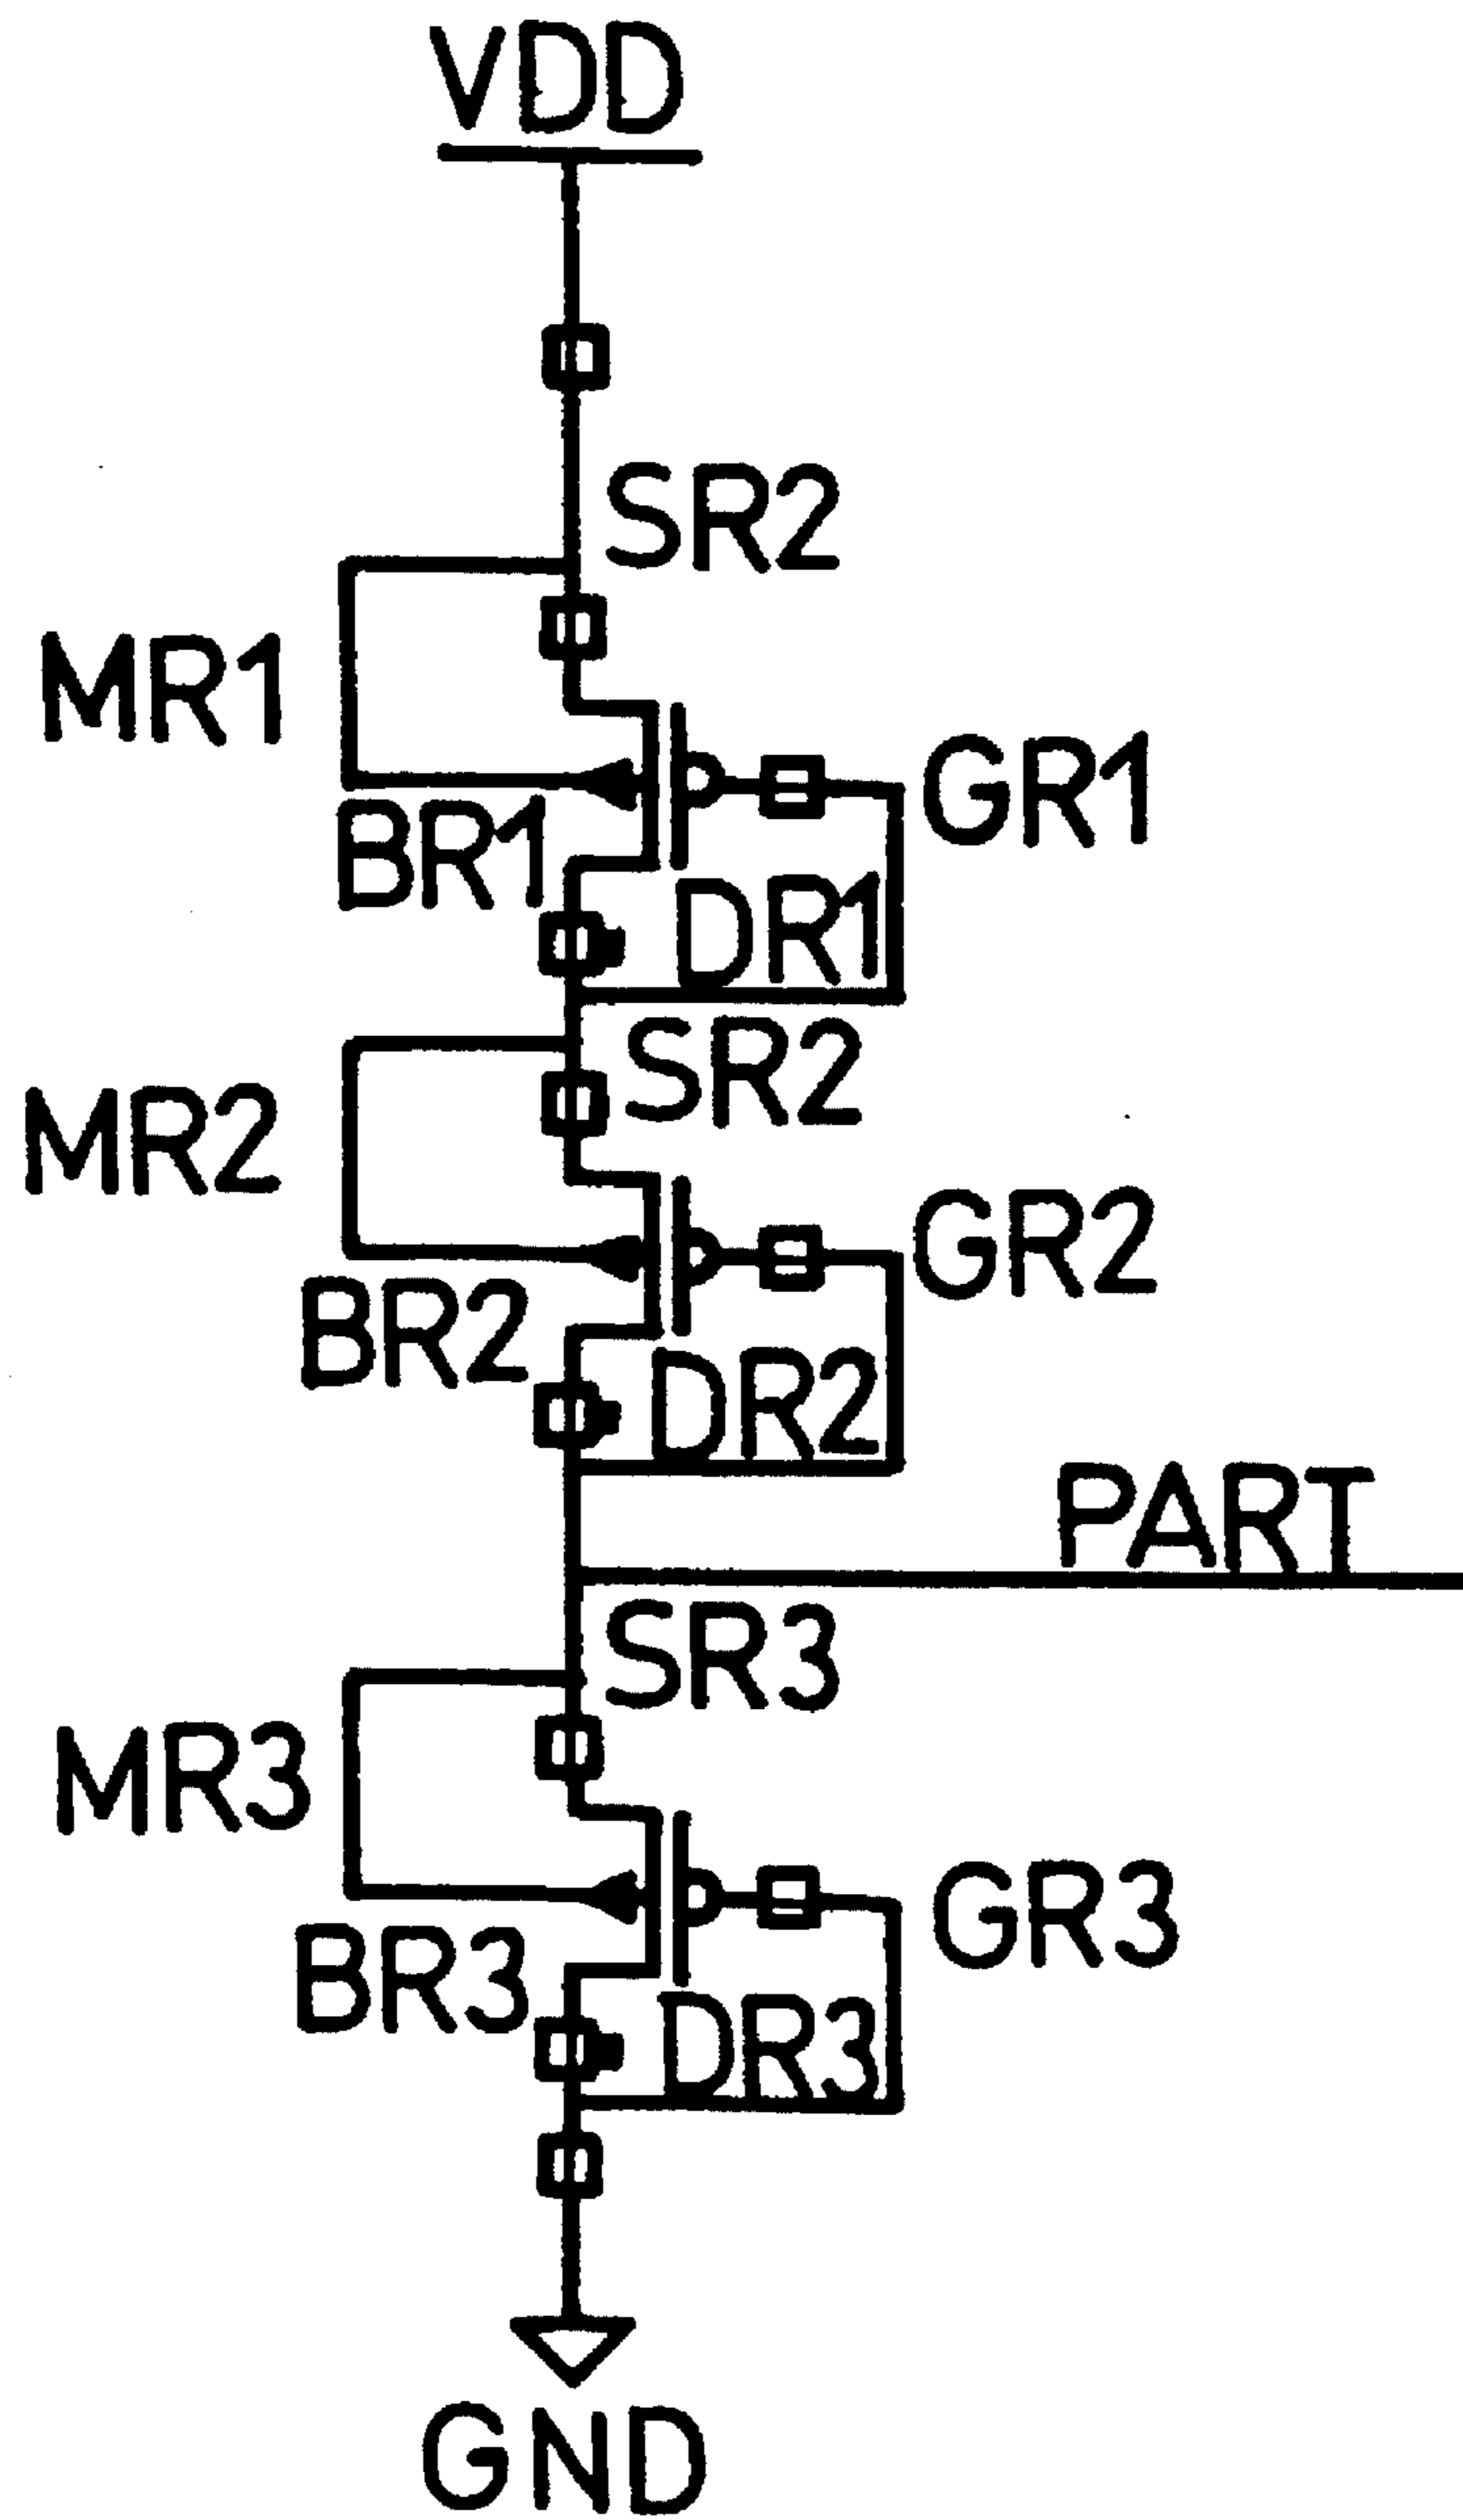 VDD
SR2
MR1
GR1
BR1
DR1
SR2
MR2
GR2
BR2
DR2
PART
SR3
MR3
GR3
BR3
DR3
GND